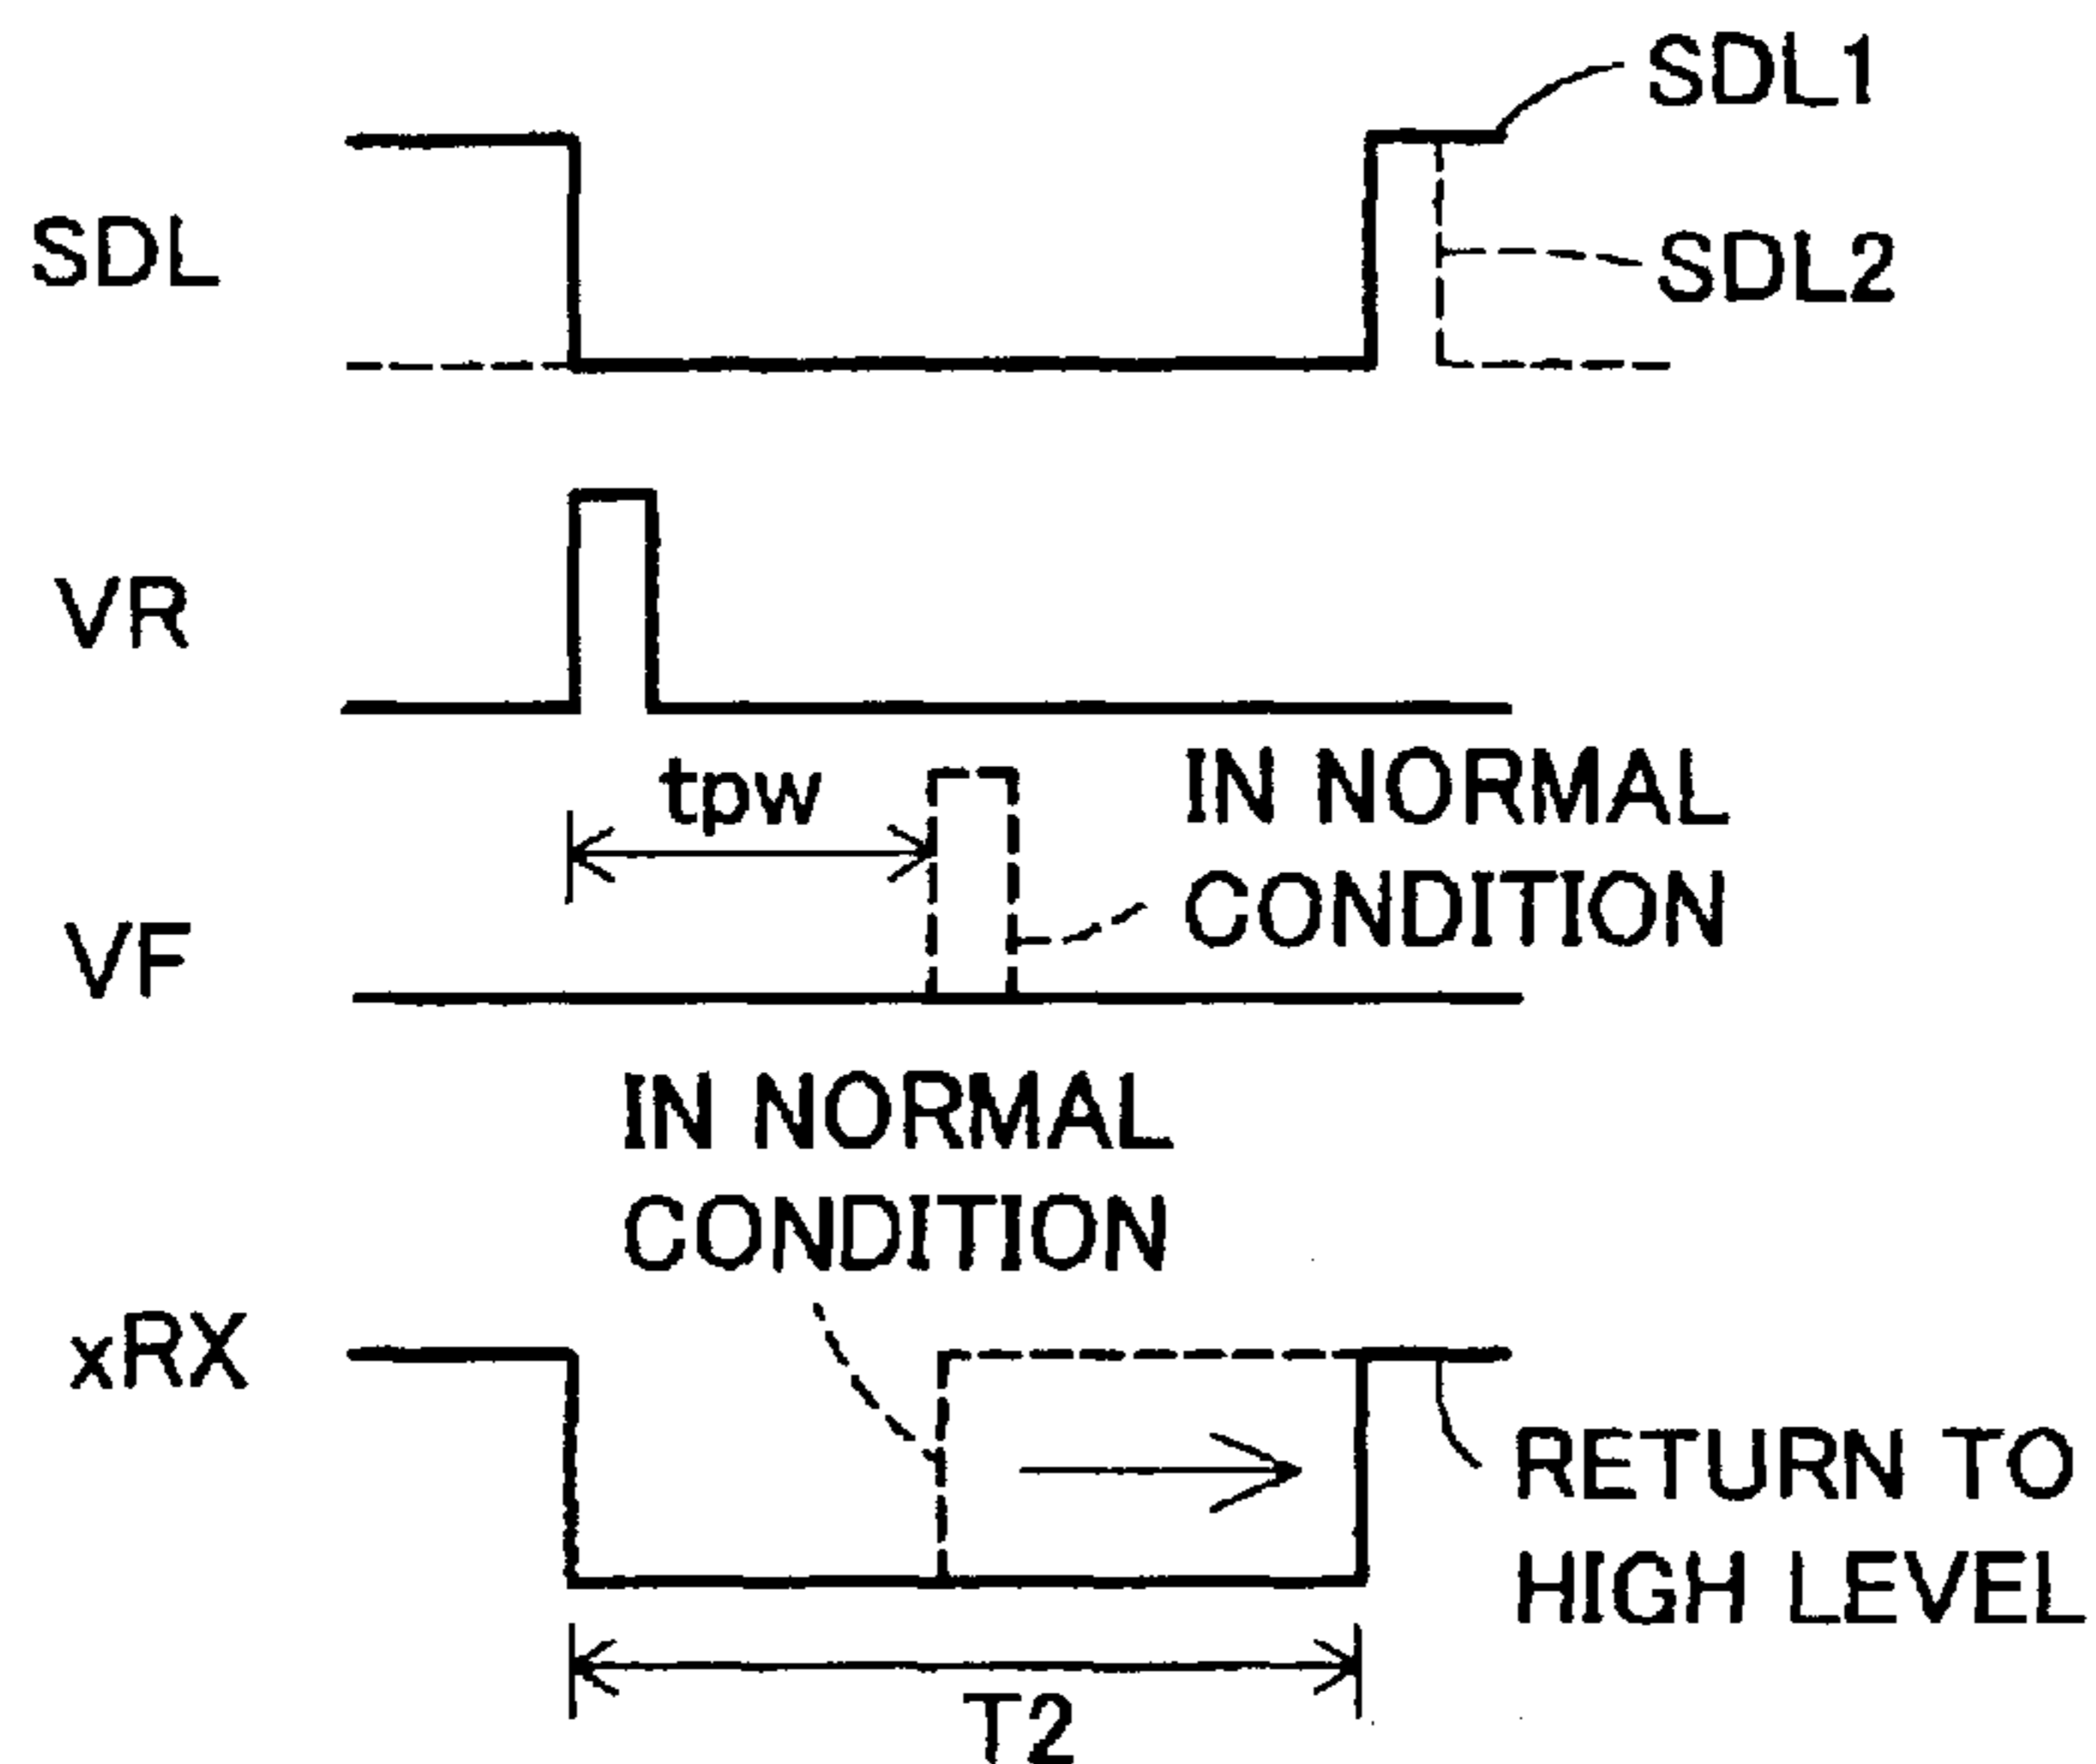 SDL1
SDL
SDL2
VR
tpw
IN NORMAL
CONDITION
VF
IN NORMAL
CONDITION
xRX
RETURN TO
HIGH LEVEL
T2